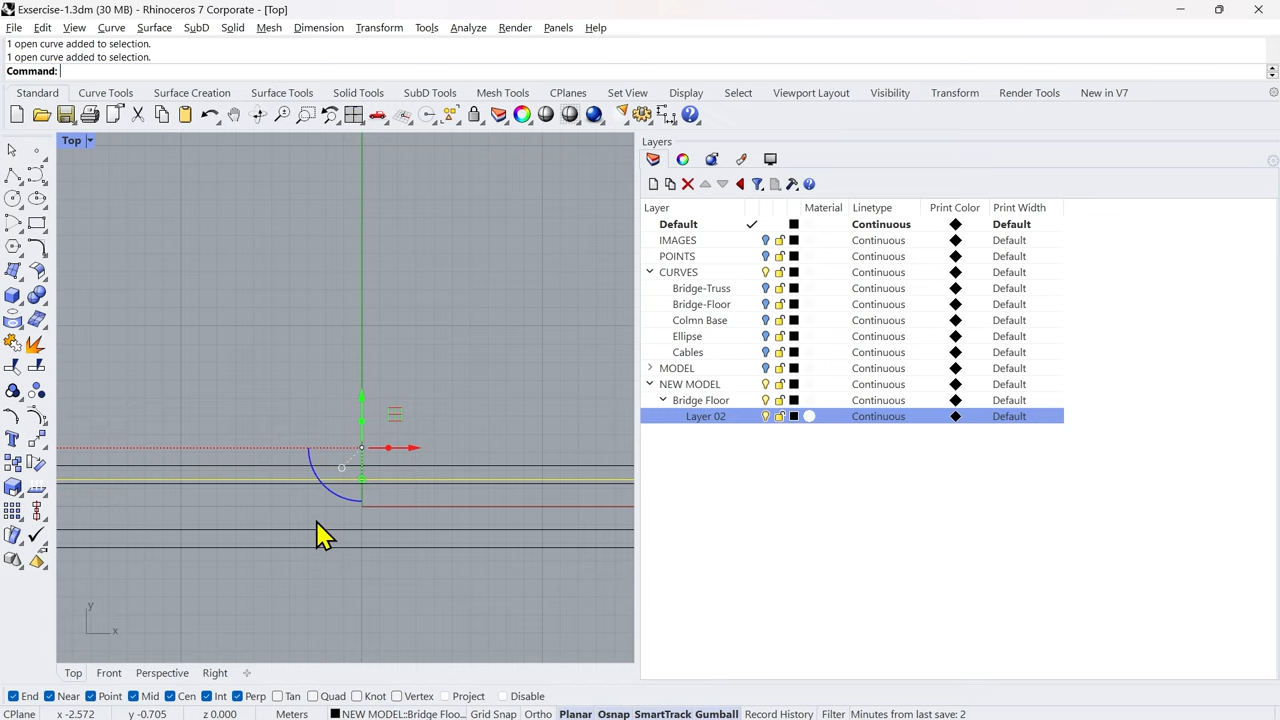 Exsercise-1.3dm (30 MB) - Rhinoceros 7 Corporate - [Top]
File Edit View Curve Surface SubD Solid Mesh Dimension Transform Tools Analyze Render Panels Help
1 open curve added to selection.
1 open curve added to selection.
Command:
Standard Curve Tools Surface Creation Surface Tools Solid Tools SubD Tools Mesh Tools CPlanes Set View Display Select Viewport Layout Visibility Transform Render Tools New in V7
Top
Layers
Layer Material Linetype Print Color Print Width
Default Continuous Default
IMAGES Continuous Default
POINTS Continuous Default
CURVES Continuous Default
Bridge-Truss Continuous Default
Bridge-Floor Continuous Default
Colmn Base Continuous Default
Ellipse Continuous Default
Cables Continuous Default
MODEL Continuous Default
NEW MODEL Continuous Default
Bridge Floor Continuous Default
Layer 02 Continuous Default
y
x
Top Front Perspective Right
End Near Point Mid Cen Int Perp Tan Quad Knot Vertex Project Disable
CPlane x -2.572 y -0.705 z 0.000 Meters NEW MODEL::Bridge Floo... Grid Snap Ortho Planar Osnap SmartTrack Gumball Record History Filter Minutes from last save: 2